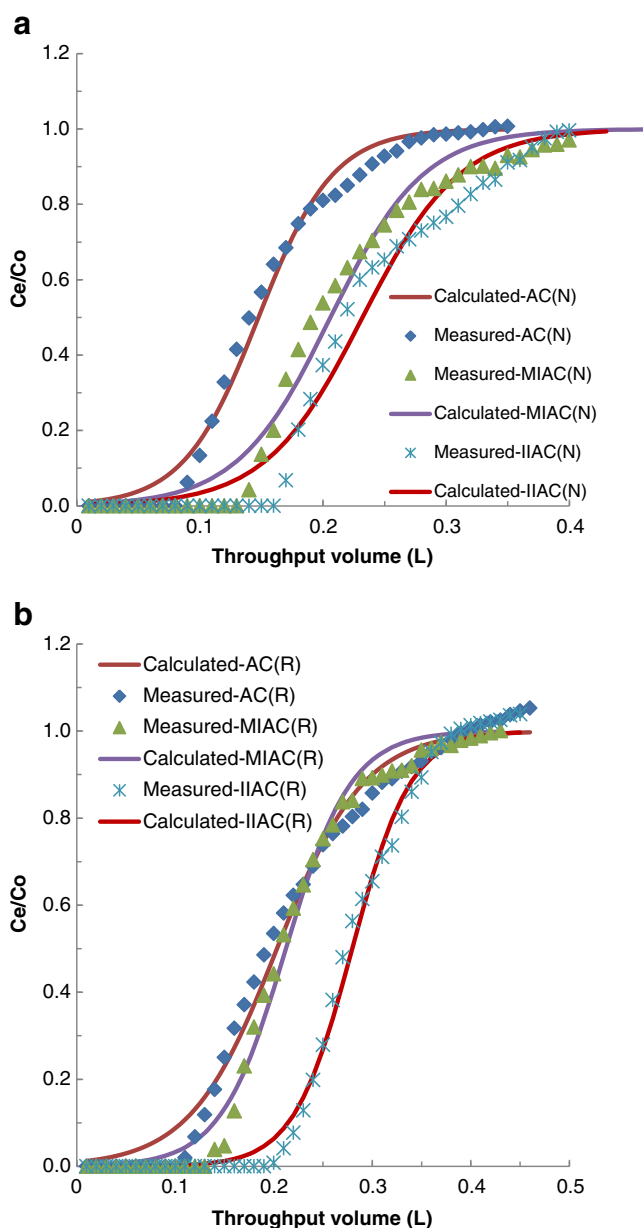 a
1.2
1.0
0.8
0.6
0.4
0.2
0.0
Ce/Co
Calculated-AC(N)
Measured-AC(N)
Measured-MIAC(N)
Calculated-MIAC(N)
Measured-IIAC(N)
Calculated-IIAC(N)
0 0.1 0.2 0.3 0.4
Throughput volume (L)
b
1.2
1.0
0.8
0.6
0.4
0.2
0.0
Ce/Co
Calculated-AC(R)
Measured-AC(R)
Measured-MIAC(R)
Calculated-MIAC(R)
Measured-IIAC(R)
Calculated-IIAC(R)
0 0.1 0.2 0.3 0.4 0.5
Throughput volume (L)